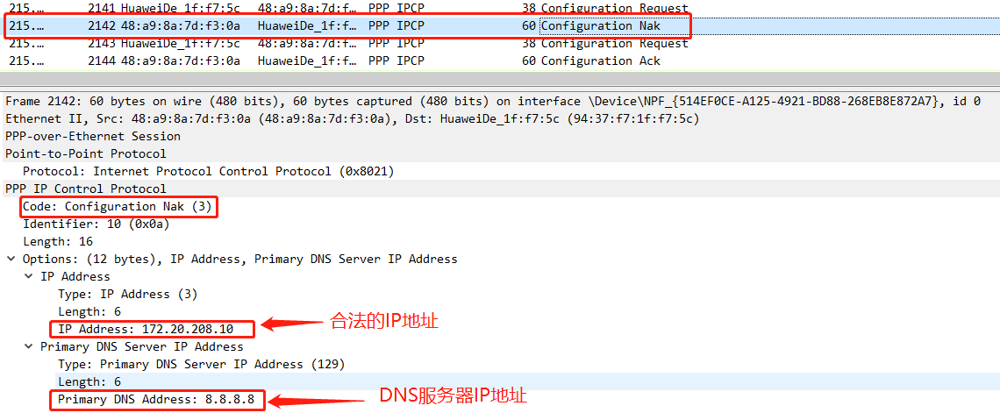 215.… 2141 HuaweiDe_1f:f7:5c 48:a9:8a:7d:f… PPP IPCP 38 Configuration Request
215.… 2142 48:a9:8a:7d:f3:0a HuaweiDe_1f:f… PPP IPCP 60 Configuration Nak
215.… 2143 HuaweiDe_1f:f7:5c 48:a9:8a:7d:f… PPP IPCP 38 Configuration Request
215.… 2144 48:a9:8a:7d:f3:0a HuaweiDe_1f:f… PPP IPCP 60 Configuration Ack
Frame 2142: 60 bytes on wire (480 bits), 60 bytes captured (480 bits) on interface \Device\NPF_{514EF0CE-A125-4921-BD88-268EB8E872A7}, id 0
Ethernet II, Src: 48:a9:8a:7d:f3:0a (48:a9:8a:7d:f3:0a), Dst: HuaweiDe_1f:f7:5c (94:37:f7:1f:f7:5c)
PPP-over-Ethernet Session
Point-to-Point Protocol
Protocol: Internet Protocol Control Protocol (0x8021)
PPP IP Control Protocol
Code: Configuration Nak (3)
Identifier: 10 (0x0a)
Length: 16
Options: (12 bytes), IP Address, Primary DNS Server IP Address
IP Address
Type: IP Address (3)
Length: 6
IP Address: 172.20.208.10 合法的IP地址
Primary DNS Server IP Address
Type: Primary DNS Server IP Address (129)
Length: 6
Primary DNS Address: 8.8.8.8 DNS服务器IP地址